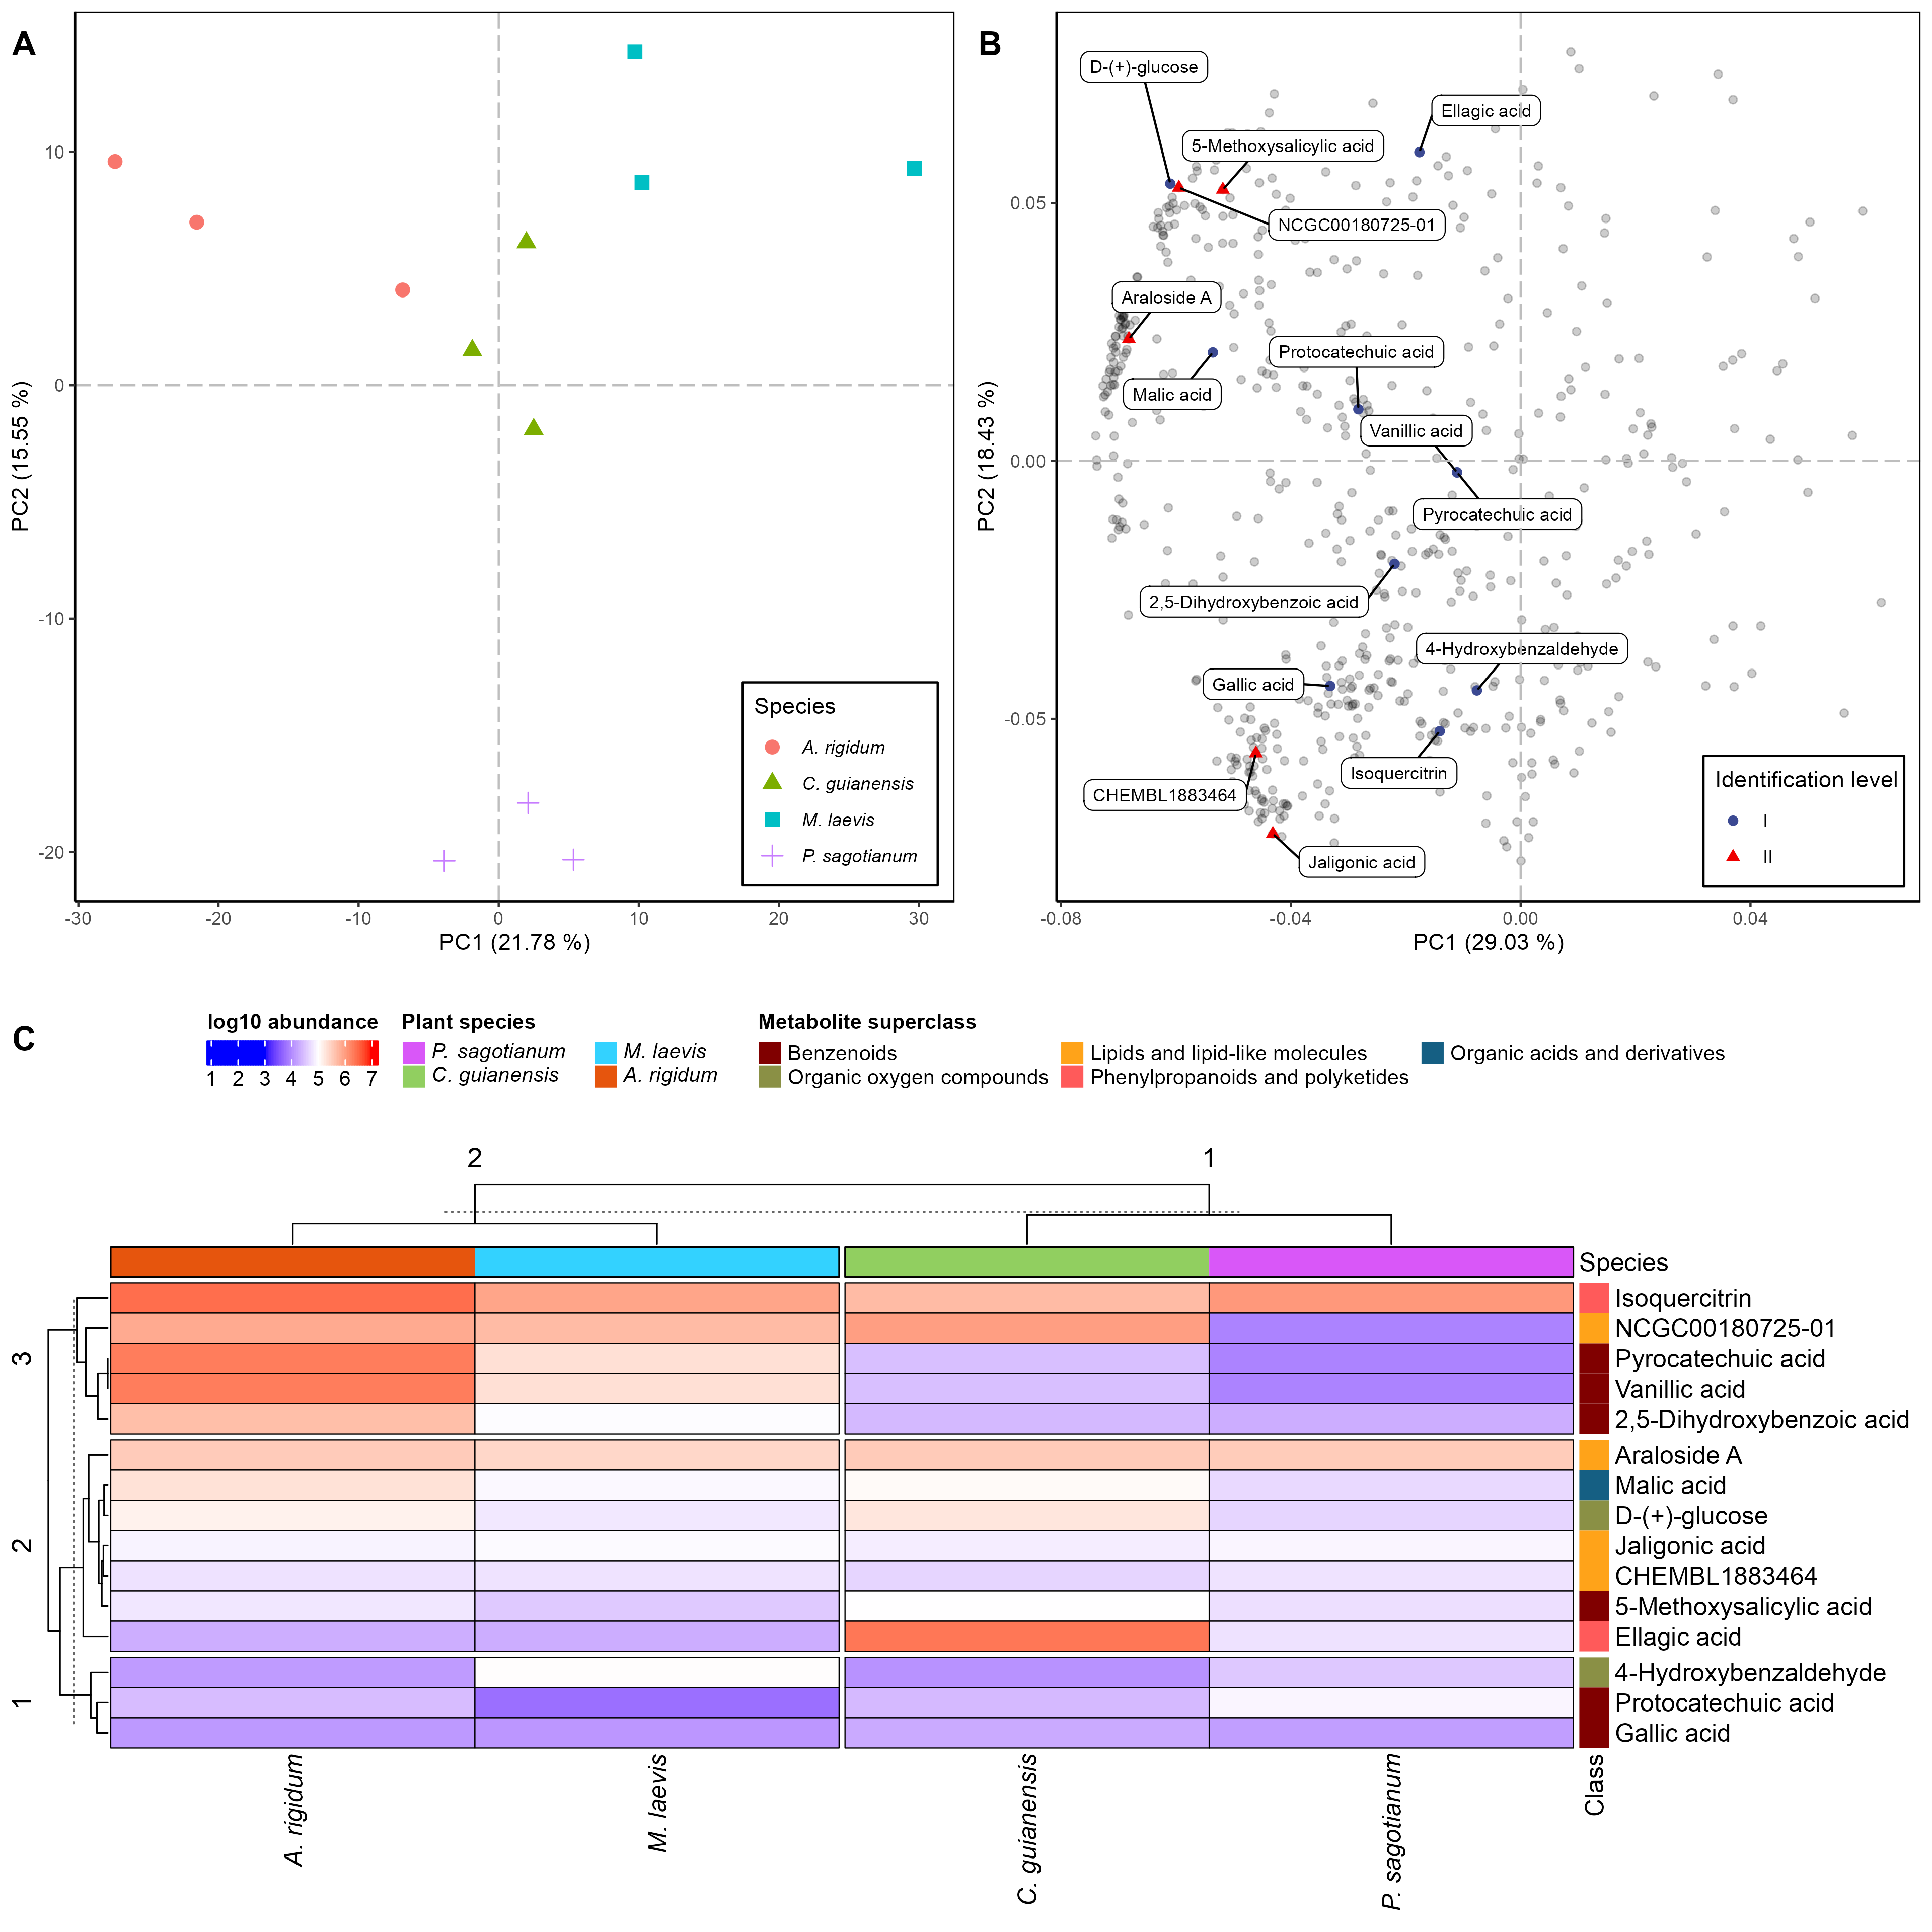 A
10
0
-10
-20
-30
-20
-10
0
10
20
30
PC2 (15.55 %)
PC1 (21.78 %)
Species
A. rigidum
C. guianensis
M. laevis
P. sagotianum
B
D-(+)-glucose
Ellagic acid
5-Methoxysalicylic acid
NCGC00180725-01
Araloside A
Protocatechuic acid
Malic acid
Vanillic acid
Pyrocatechuic acid
2,5-Dihydroxybenzoic acid
4-Hydroxybenzaldehyde
Gallic acid
Isoquercitrin
CHEMBL1883464
Jaligonic acid
0.05
0.00
-0.05
-0.08
-0.04
0.00
0.04
PC2 (18.43 %)
PC1 (29.03 %)
Identification level
I
II
C
log10 abundance
1 2 3 4 5 6 7
Plant species
P. sagotianum
C. guianensis
M. laevis
A. rigidum
Metabolite superclass
Benzenoids
Organic oxygen compounds
Lipids and lipid-like molecules
Phenylpropanoids and polyketides
Organic acids and derivatives
2
1
Species
3
2
1
Isoquercitrin
NCGC00180725-01
Pyrocatechuic acid
Vanillic acid
2,5-Dihydroxybenzoic acid
Araloside A
Malic acid
D-(+)-glucose
Jaligonic acid
CHEMBL1883464
5-Methoxysalicylic acid
Ellagic acid
4-Hydroxybenzaldehyde
Protocatechuic acid
Gallic acid
A. rigidum
M. laevis
C. guianensis
P. sagotianum
Class